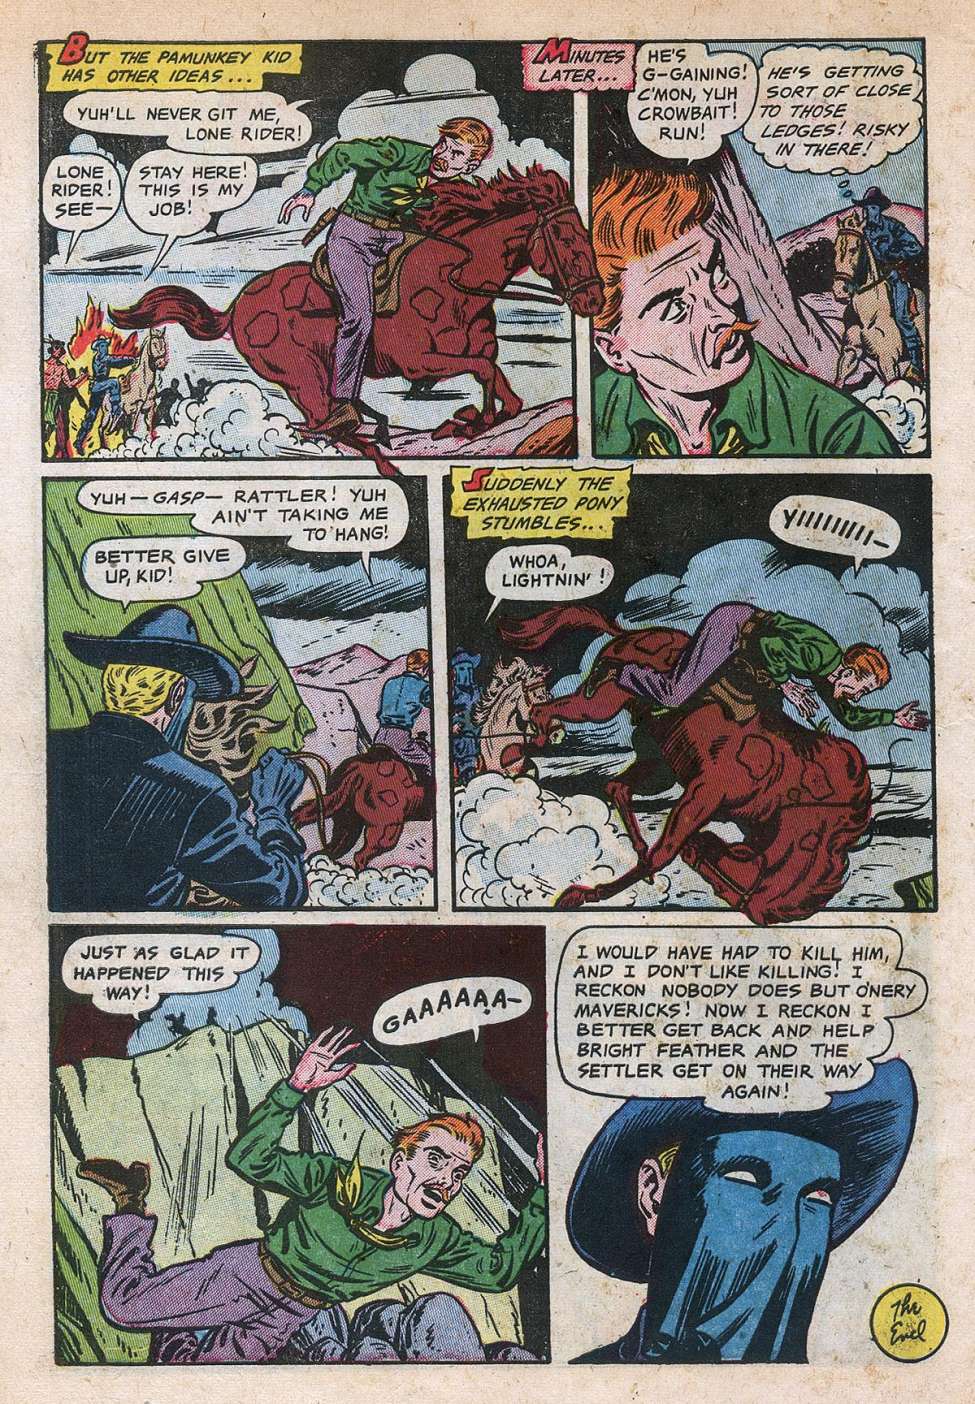 BUT THE PAMUNKEY KID
HAS OTHER IDEAS...
YUH'LL NEVER GIT ME,
LONE RIDER!
LONE
RIDER!
SEE—
STAY HERE!
THIS IS MY
JOB!
MINUTES
LATER...
HE'S
G-GAINING!
C'MON, YUH
CROWBAIT!
RUN!
HE'S GETTING
SORT OF CLOSE
TO THOSE
LEDGES! RISKY
IN THERE!
YUH—GASP—RATTLER! YUH
AIN'T TAKING ME
TO HANG!
BETTER GIVE
UP, KID!
SUDDENLY THE
EXHAUSTED PONY
STUMBLES...
WHOA,
LIGHTNIN'!
YIIIIIIII—
JUST AS GLAD IT
HAPPENED THIS
WAY!
GAAAAAA—
I WOULD HAVE HAD TO KILL HIM,
AND I DON'T LIKE KILLING! I
RECKON NOBODY DOES BUT O'NERY
MAVERICKS! NOW I RECKON I
BETTER GET BACK AND HELP
BRIGHT FEATHER AND THE
SETTLER GET ON THEIR WAY
AGAIN!
The
End